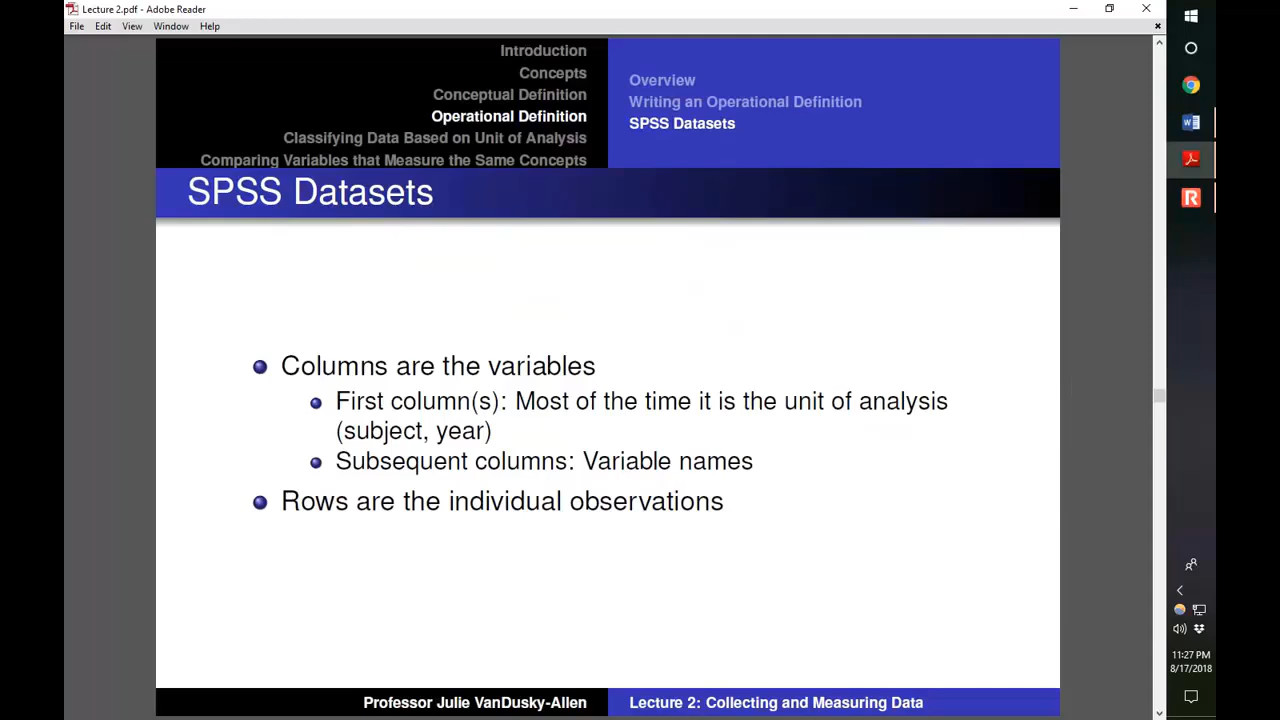 Lecture 2.pdf - Adobe Reader
File Edit View Window Help
Introduction
Concepts
Conceptual Definition
Operational Definition
Classifying Data Based on Unit of Analysis
Comparing Variables that Measure the Same Concepts
Overview
Writing an Operational Definition
SPSS Datasets
SPSS Datasets
Columns are the variables
First column(s): Most of the time it is the unit of analysis
(subject, year)
Subsequent columns: Variable names
Rows are the individual observations
Professor Julie VanDusky-Allen
Lecture 2: Collecting and Measuring Data
11:27 PM
8/17/2018